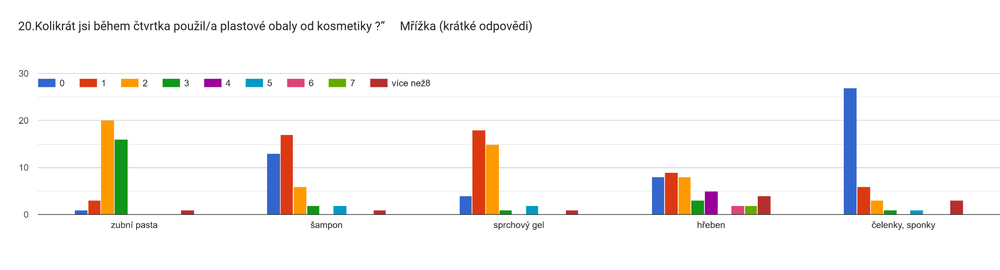 20.Kolikrát jsi během čtvrtka použil/a plastové obaly od kosmetiky ?“ Mřížka (krátké odpovědi)
30
0 1 2 3 4 5 6 7 více než8
20
10
0
zubní pasta šampon sprchový gel hřeben čelenky, sponky